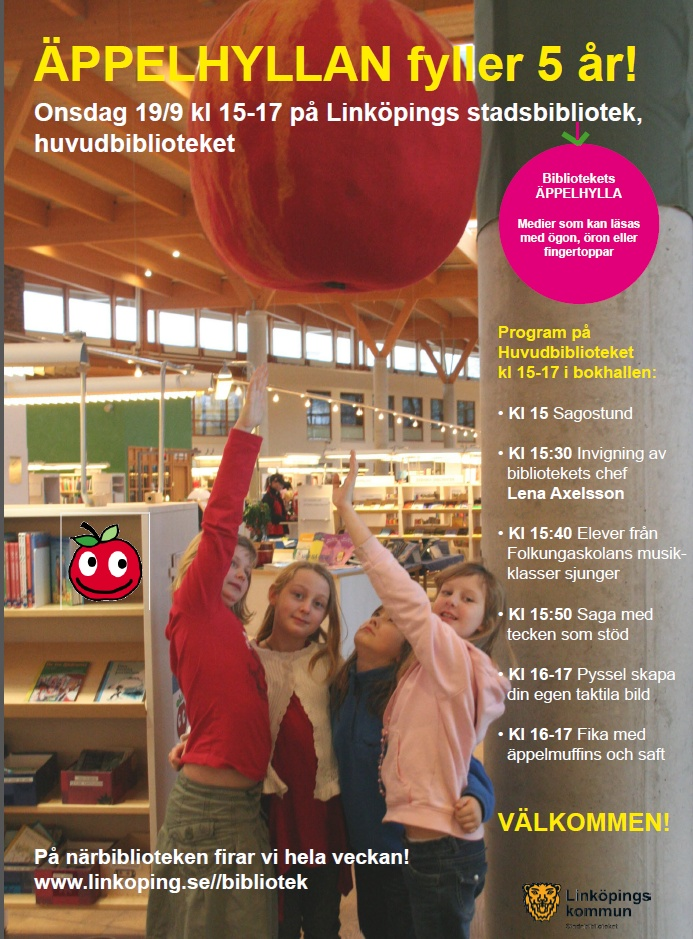 ÄPPELHYLLAN fyller 5 år!
Onsdag 19/9 kl 15-17 på Linköpings stadsbibliotek,
huvudbiblioteket
Bibliotekets
ÄPPELHYLLA
Medier som kan läsas
med ögon, öron eller
fingertoppar
Program på
Huvudbiblioteket
kl 15-17 i bokhallen:
• Kl 15 Sagostund
• Kl 15:30 Invigning av
bibliotekets chef
Lena Axelsson
• Kl 15:40 Elever från
Folkungaskolans musik-
klasser sjunger
• Kl 15:50 Saga med
tecken som stöd
• Kl 16-17 Pyssel skapa
din egen taktila bild
• Kl 16-17 Fika med
äppelmuffins och saft
VÄLKOMMEN!
På närbiblioteken firar vi hela veckan!
www.linkoping.se//bibliotek
Linköpings
kommun
Stadsbiblioteket